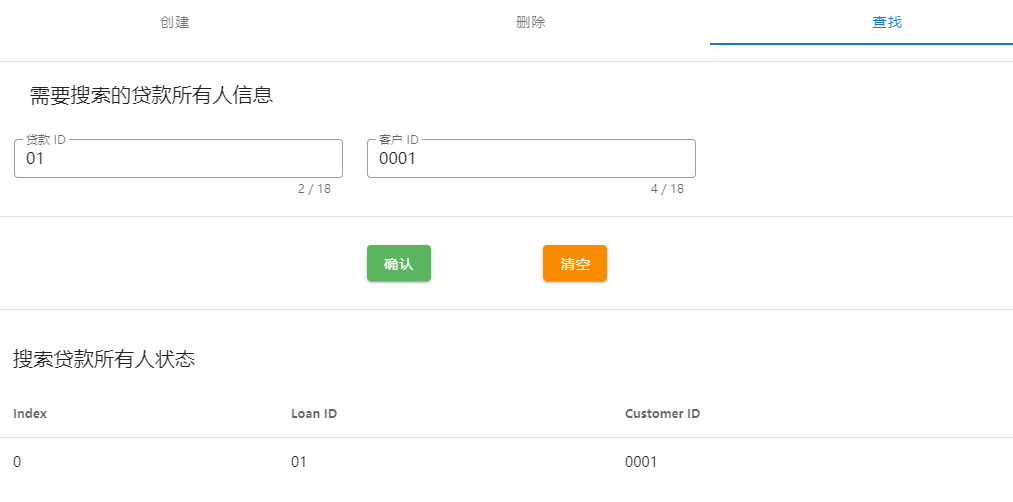 创建 删除 查找
需要搜索的贷款所有人信息
贷款 ID 客户 ID
01 0001
2 / 18 4 / 18
确认 清空
搜索贷款所有人状态
Index Loan ID Customer ID
0 01 0001